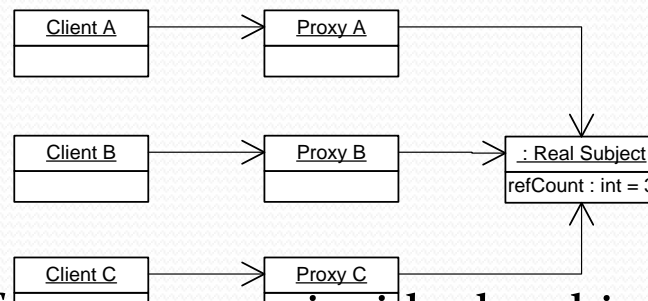 Client A Proxy A
Client B Proxy B : Real Subject
refCount : int = 3
Client C Proxy C